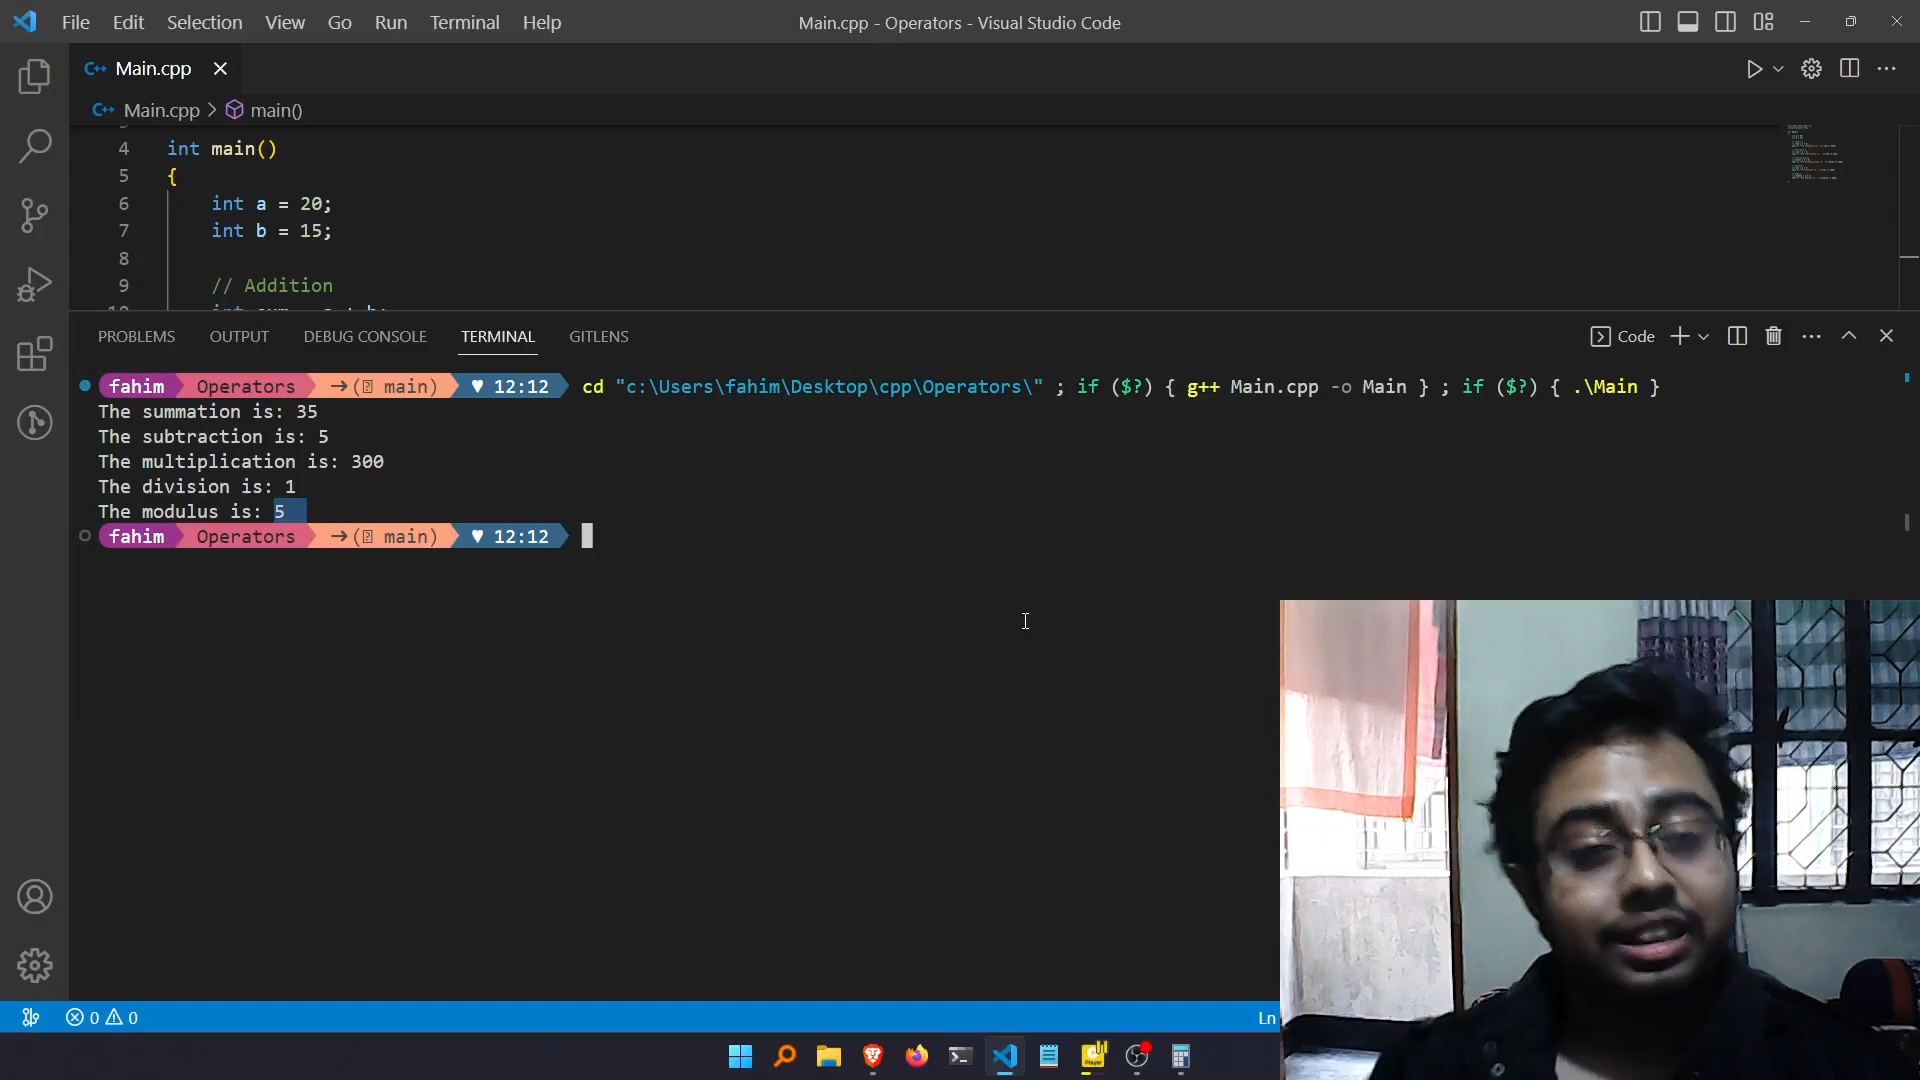 File Edit Selection View Go Run Terminal Help
Main.cpp - Operators - Visual Studio Code
C++ Main.cpp
C++ Main.cpp > main()
4 int main()
5 {
6 int a = 20;
7 int b = 15;
8
9 // Addition
PROBLEMS OUTPUT DEBUG CONSOLE TERMINAL GITLENS
Code
fahim Operators →( main) ♥ 12:12 cd "c:\Users\fahim\Desktop\cpp\Operators\" ; if ($?) { g++ Main.cpp -o Main } ; if ($?) { .\Main }
The summation is: 35
The subtraction is: 5
The multiplication is: 300
The division is: 1
The modulus is: 5
fahim Operators →( main) ♥ 12:12
0 0
Ln